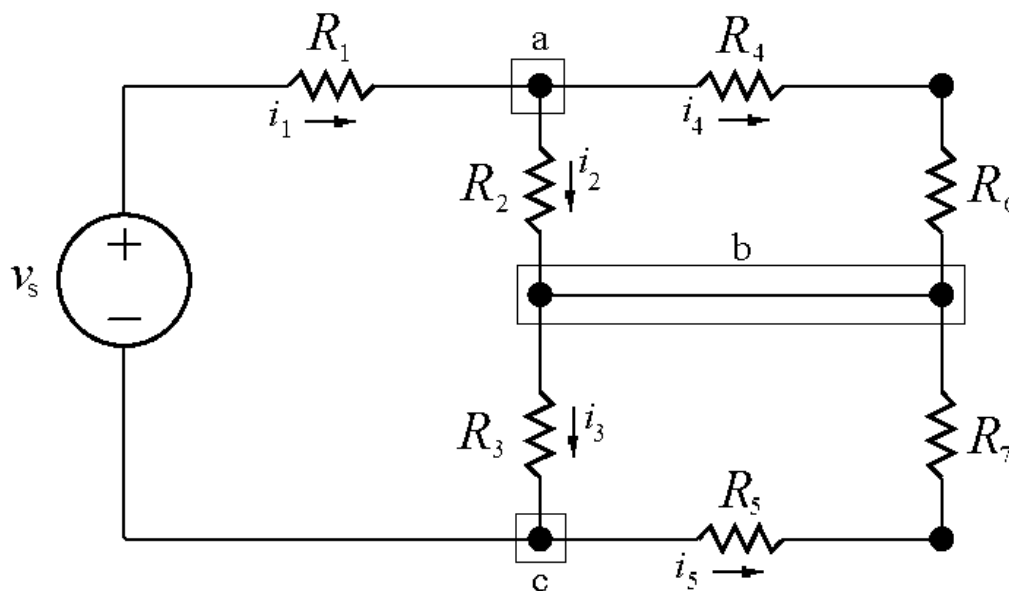 R₁
a
R₄
i₁
i₄
R₂
i₂
R₆
b
+
vₛ
−
R₃
i₃
R₇
R₅
c
i₅